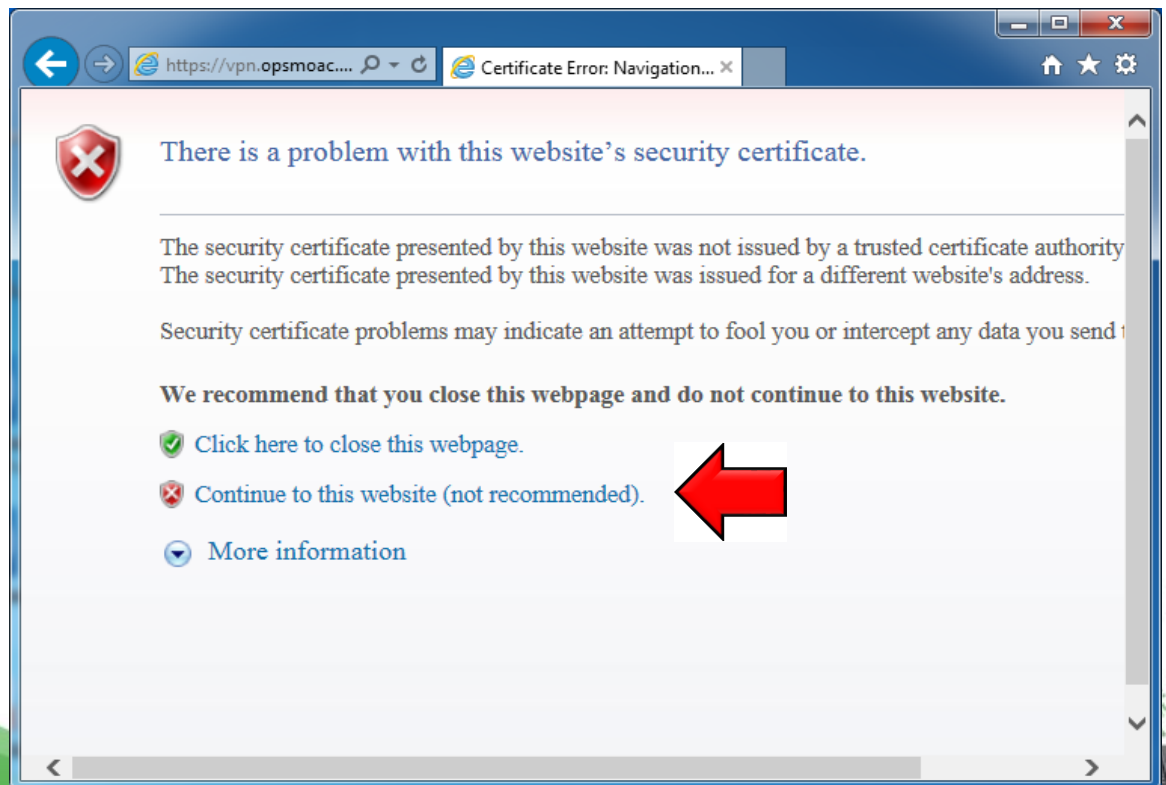 https://vpn.opsmoac.... Certificate Error: Navigation...
There is a problem with this website's security certificate.
The security certificate presented by this website was not issued by a trusted certificate authority
The security certificate presented by this website was issued for a different website's address.
Security certificate problems may indicate an attempt to fool you or intercept any data you send
We recommend that you close this webpage and do not continue to this website.
Click here to close this webpage.
Continue to this website (not recommended).
More information